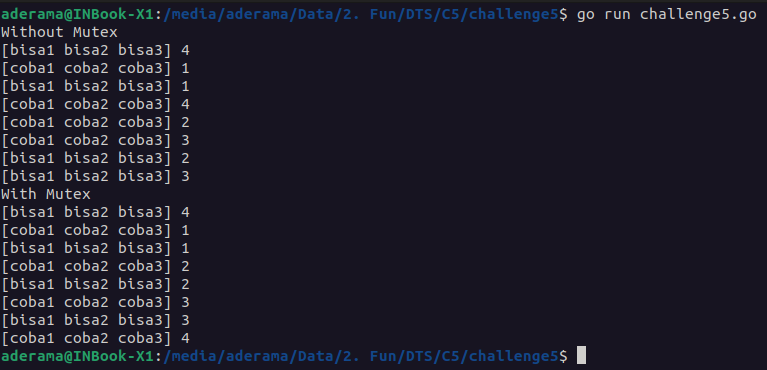 aderama@INBook-X1:/media/aderama/Data/2. Fun/DTS/C5/challenge5$ go run challenge5.go
Without Mutex
[bisa1 bisa2 bisa3] 4
[coba1 coba2 coba3] 1
[bisa1 bisa2 bisa3] 1
[coba1 coba2 coba3] 4
[coba1 coba2 coba3] 2
[coba1 coba2 coba3] 3
[bisa1 bisa2 bisa3] 2
[bisa1 bisa2 bisa3] 3
With Mutex
[bisa1 bisa2 bisa3] 4
[coba1 coba2 coba3] 1
[bisa1 bisa2 bisa3] 1
[coba1 coba2 coba3] 2
[bisa1 bisa2 bisa3] 2
[coba1 coba2 coba3] 3
[bisa1 bisa2 bisa3] 3
[coba1 coba2 coba3] 4
aderama@INBook-X1:/media/aderama/Data/2. Fun/DTS/C5/challenge5$